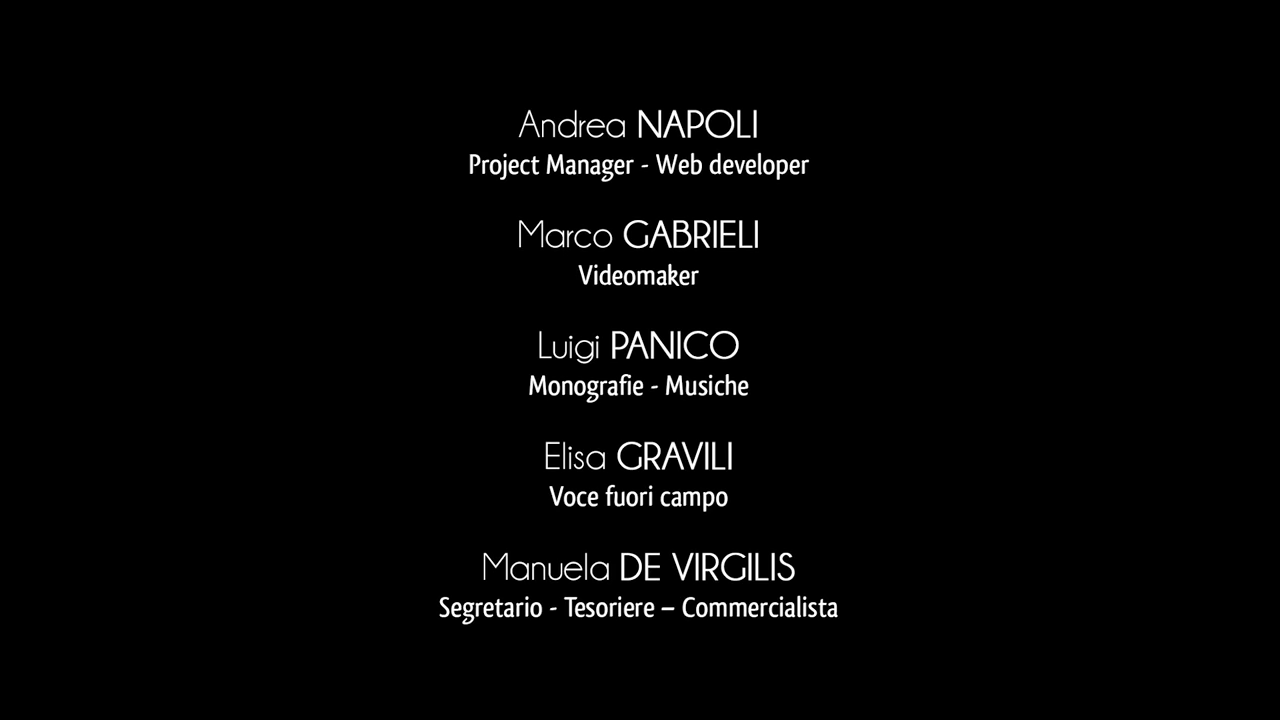 Andrea NAPOLI
Project Manager - Web developer
Marco GABRIELI
Videomaker
Luigi PANICO
Monografie - Musiche
Elisa GRAVILI
Voce fuori campo
Manuela DE VIRGILIS
Segretario - Tesoriere – Commercialista